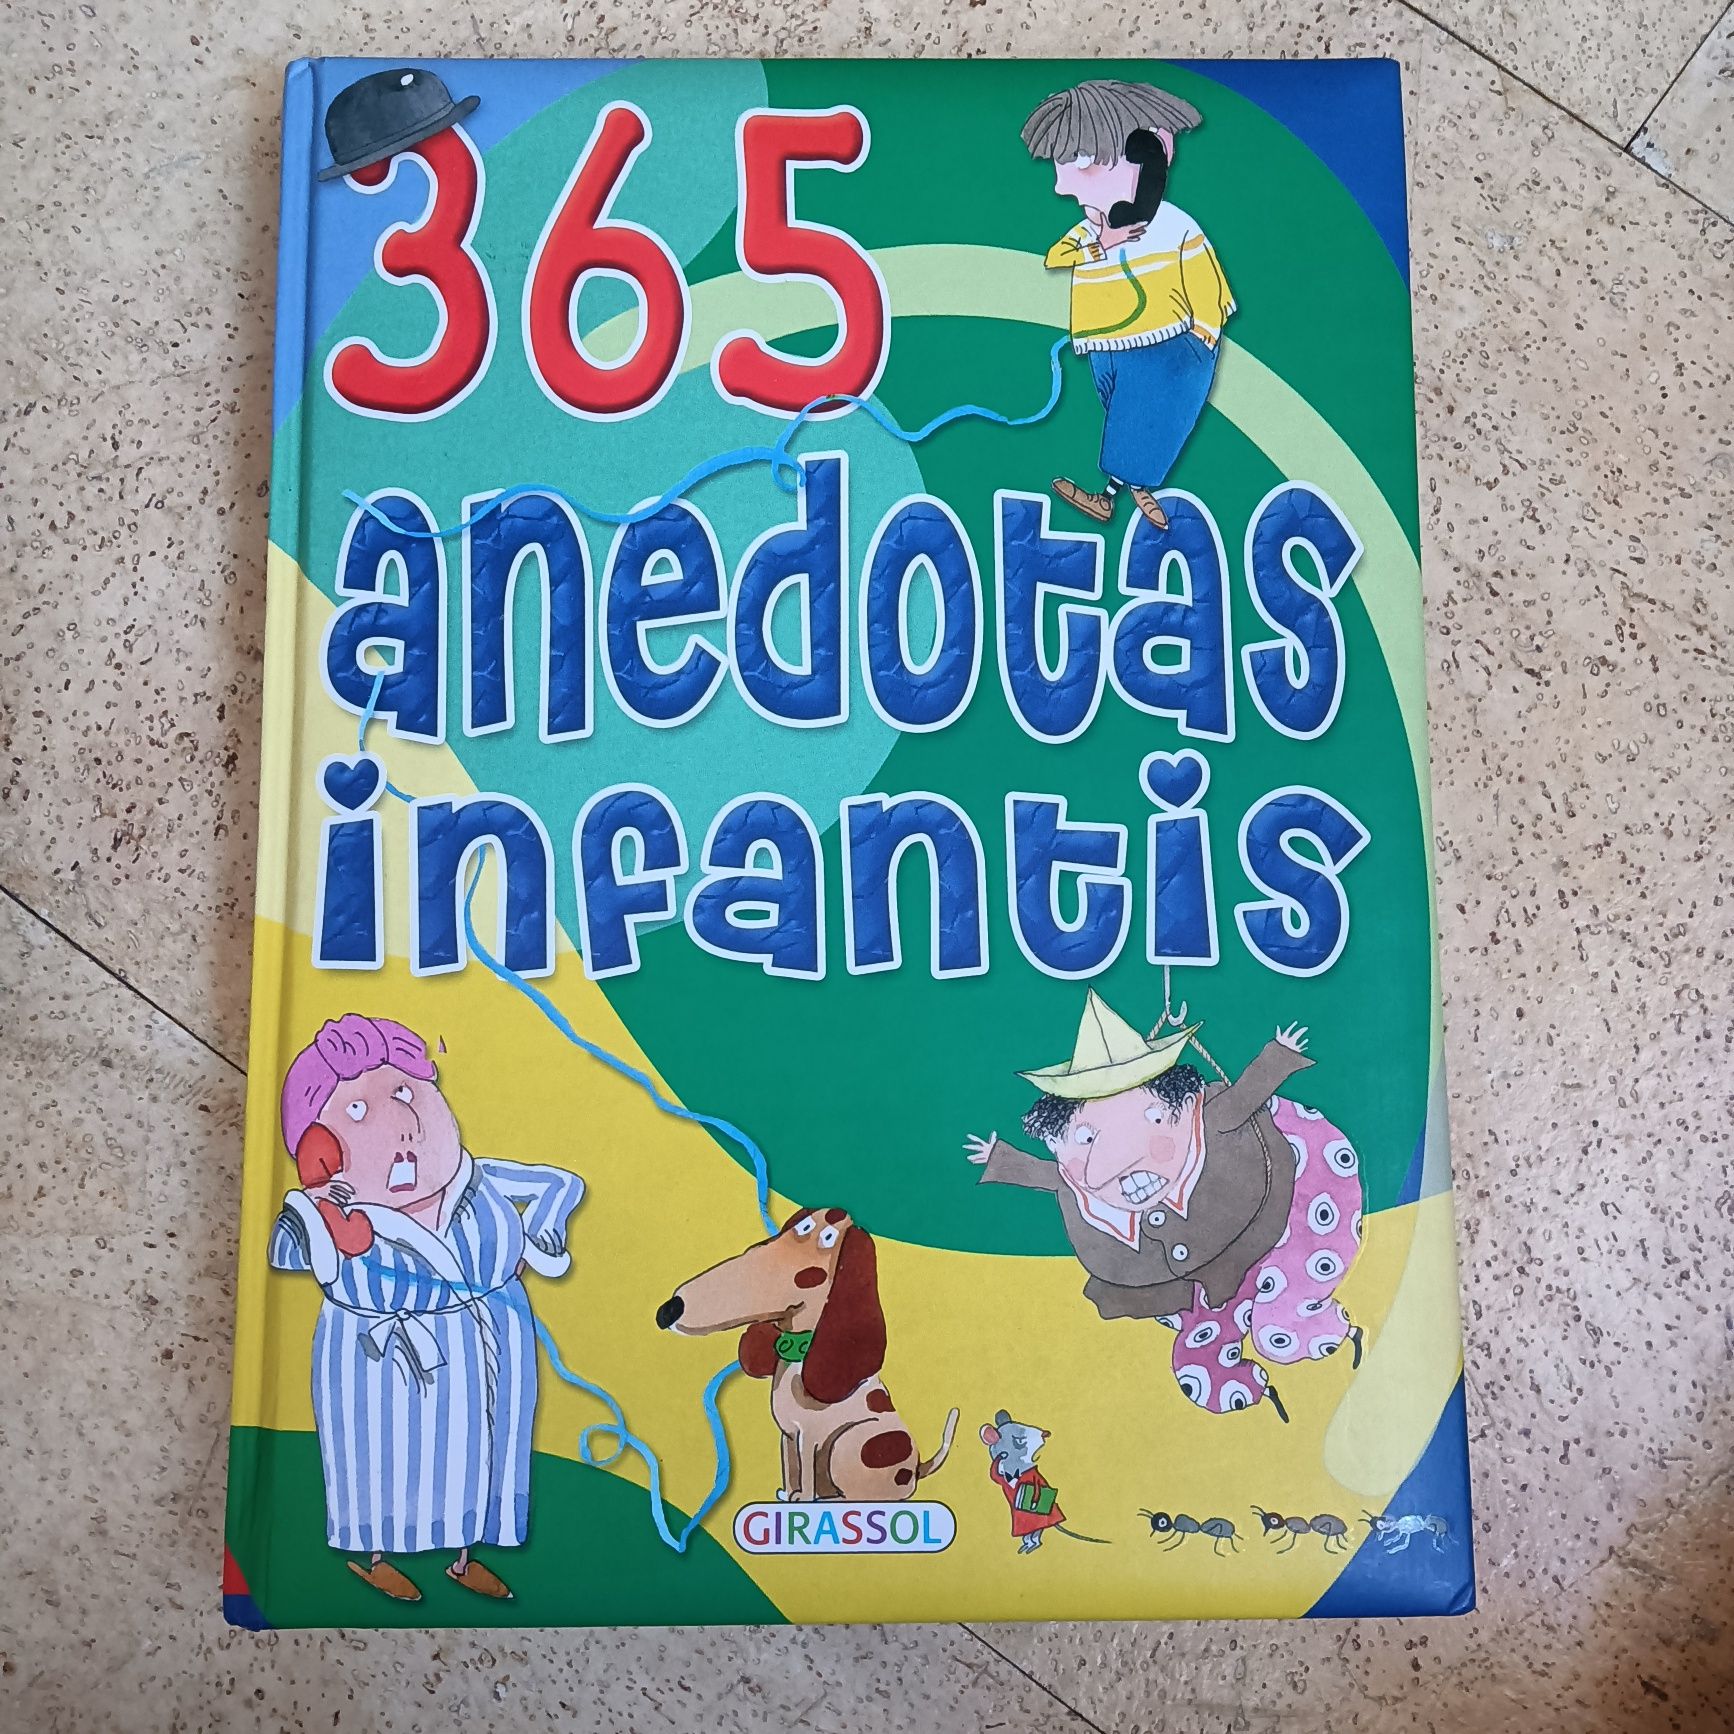 365
anedotas
infantis
GIRASSOL